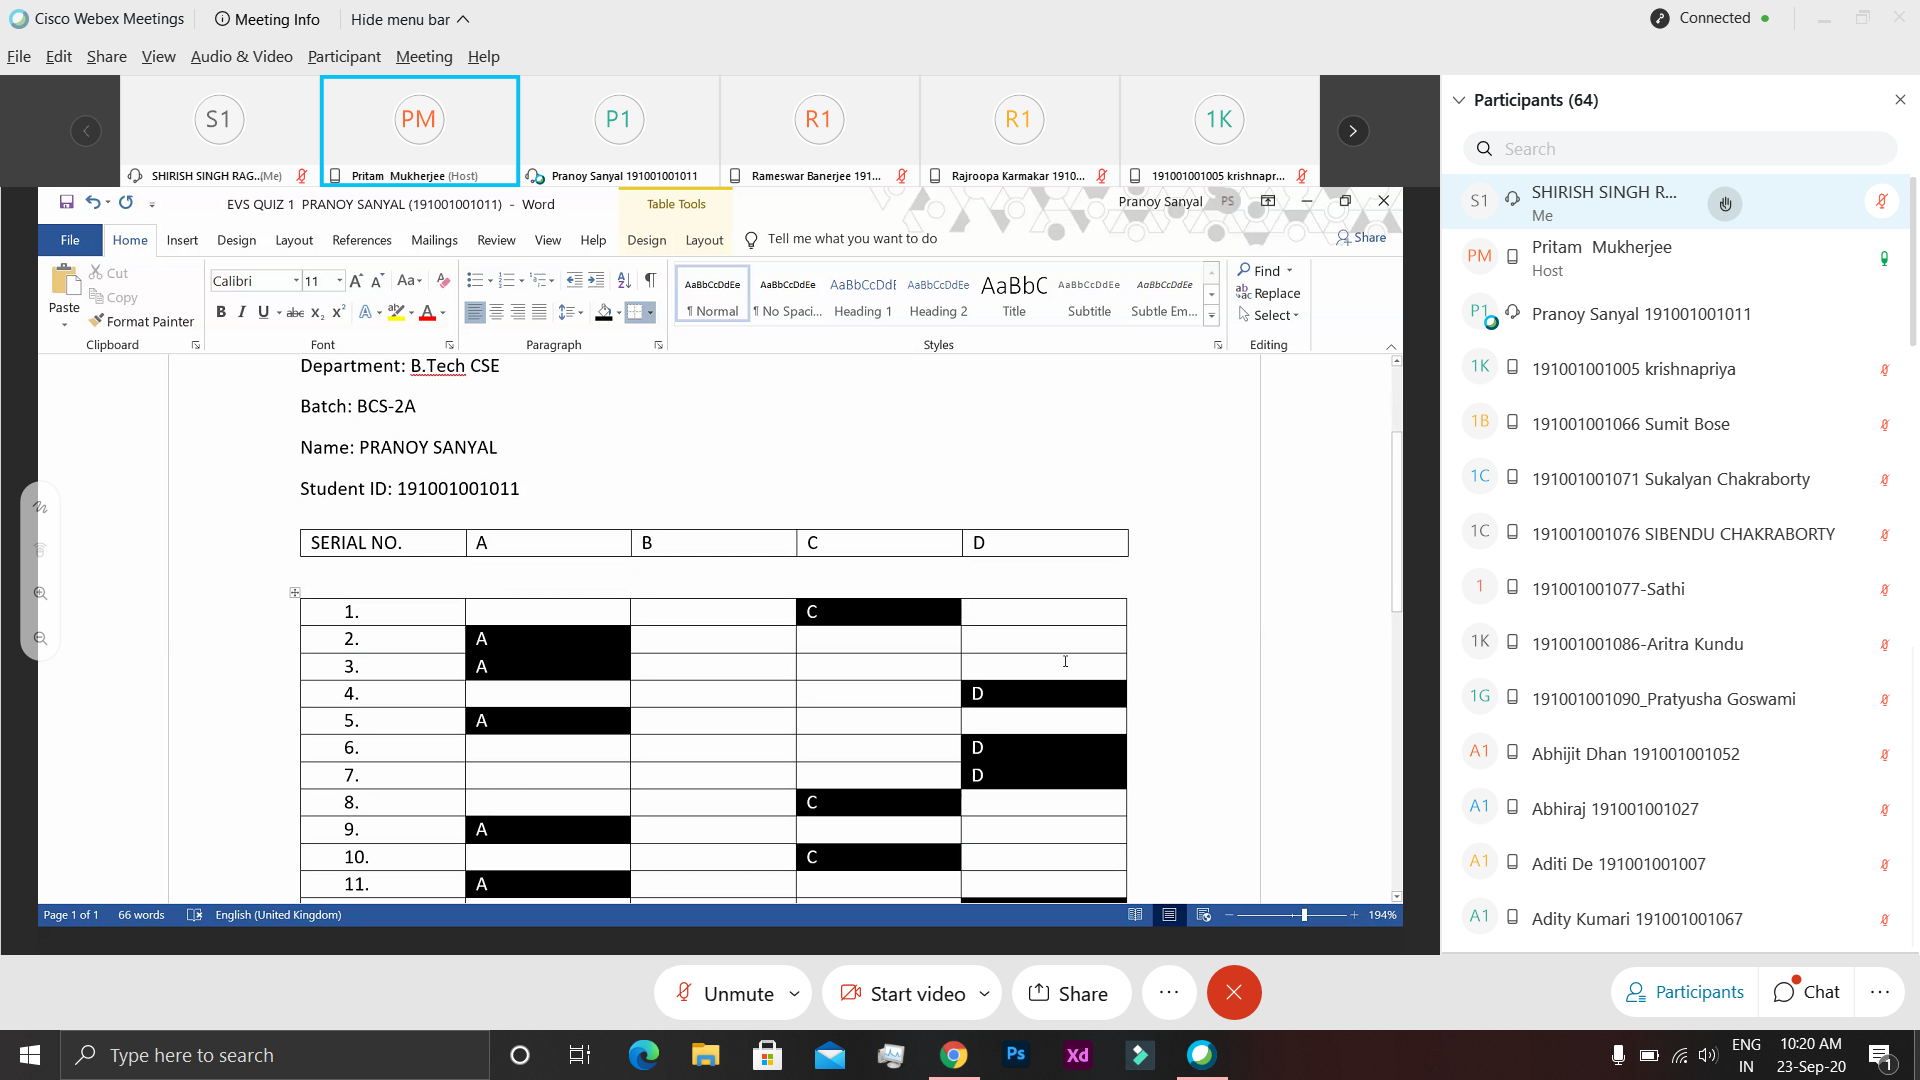 Cisco Webex Meetings Meeting Info Hide menu bar Connected
File Edit Share View Audio & Video Participant Meeting Help
S1 PM P1 R1 R1 1K
SHIRISH SINGH RAG..(Me) Pritam Mukherjee (Host) Pranoy Sanyal 191001001011 Rameswar Banerjee 191... Rajroopa Karmakar 1910... 191001001005 krishnapr...
EVS QUIZ 1 PRANOY SANYAL (191001001011) - Word Table Tools Pranoy Sanyal PS
File Home Insert Design Layout References Mailings Review View Help Design Layout Tell me what you want to do Share
Paste Cut Copy Format Painter
Clipboard
Calibri 11 Aa
B I U abc X₂ X² A A
Font
Paragraph
AaBbCcDdEe AaBbCcDdEe AaBbCcDdE AaBbCcDdEe AaBbC AaBbCcDdEe AaBbCcDdEe
¶ Normal ¶ No Spaci... Heading 1 Heading 2 Title Subtitle Subtle Em...
Styles
Find
Replace
Select
Editing
Department: B.Tech CSE
Batch: BCS-2A
Name: PRANOY SANYAL
Student ID: 191001001011
SERIAL NO. A B C D
1. C
2. A
3. A
4. D
5. A
6. D
7. D
8. C
9. A
10. C
11. A
Page 1 of 1 66 words English (United Kingdom) 194%
Participants (64)
Search
S1 SHIRISH SINGH R...
Me
PM Pritam Mukherjee
Host
P1 Pranoy Sanyal 191001001011
1K 191001001005 krishnapriya
1B 191001001066 Sumit Bose
1C 191001001071 Sukalyan Chakraborty
1C 191001001076 SIBENDU CHAKRABORTY
1 191001001077-Sathi
1K 191001001086-Aritra Kundu
1G 191001001090_Pratyusha Goswami
A1 Abhijit Dhan 191001001052
A1 Abhiraj 191001001027
A1 Aditi De 191001001007
A1 Adity Kumari 191001001067
Unmute Start video Share Participants Chat
Type here to search Ps Xd ENG
IN
10:20 AM
23-Sep-20
1